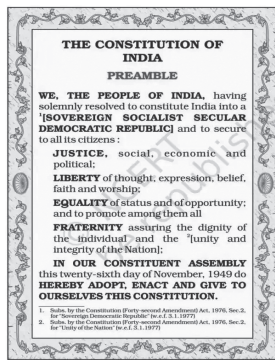 THE CONSTITUTION OF
INDIA
PREAMBLE
WE, THE PEOPLE OF INDIA, having
solemnly resolved to constitute India into a
¹[SOVEREIGN SOCIALIST SECULAR
DEMOCRATIC REPUBLIC] and to secure
to all its citizens :
JUSTICE, social, economic and
political;
LIBERTY of thought, expression, belief,
faith and worship;
EQUALITY of status and of opportunity;
and to promote among them all
FRATERNITY assuring the dignity of
the individual and the ²[unity and
integrity of the Nation];
IN OUR CONSTITUENT ASSEMBLY
this twenty-sixth day of November, 1949 do
HEREBY ADOPT, ENACT AND GIVE TO
OURSELVES THIS CONSTITUTION.
1. Subs. by the Constitution (Forty-second Amendment) Act, 1976, Sec.2,
for "Sovereign Democratic Republic" (w.e.f. 3.1.1977)
2. Subs. by the Constitution (Forty-second Amendment) Act, 1976, Sec.2,
for "Unity of the Nation" (w.e.f. 3.1.1977)